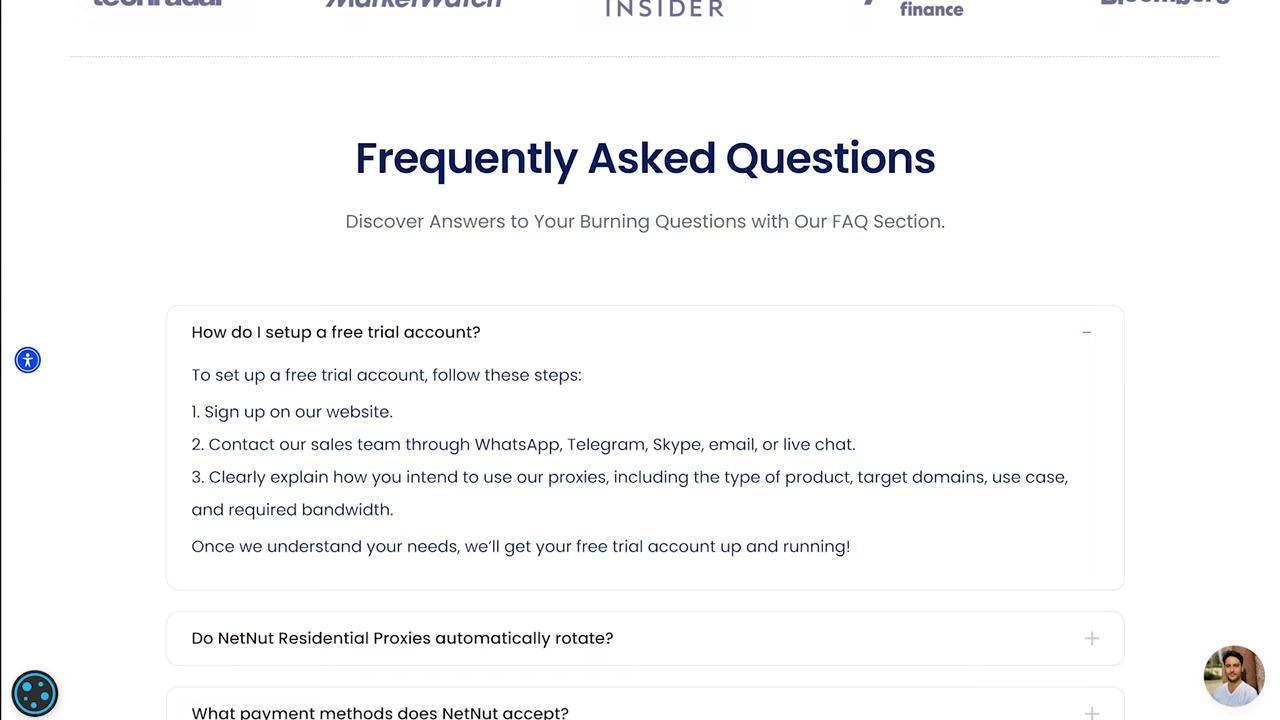 techradar
MarketWatch
INSIDER
finance
Bloomberg
Frequently Asked Questions
Discover Answers to Your Burning Questions with Our FAQ Section.
How do I setup a free trial account?
To set up a free trial account, follow these steps:
1. Sign up on our website.
2. Contact our sales team through WhatsApp, Telegram, Skype, email, or live chat.
3. Clearly explain how you intend to use our proxies, including the type of product, target domains, use case,
and required bandwidth.
Once we understand your needs, we’ll get your free trial account up and running!
Do NetNut Residential Proxies automatically rotate?
What payment methods does NetNut accept?